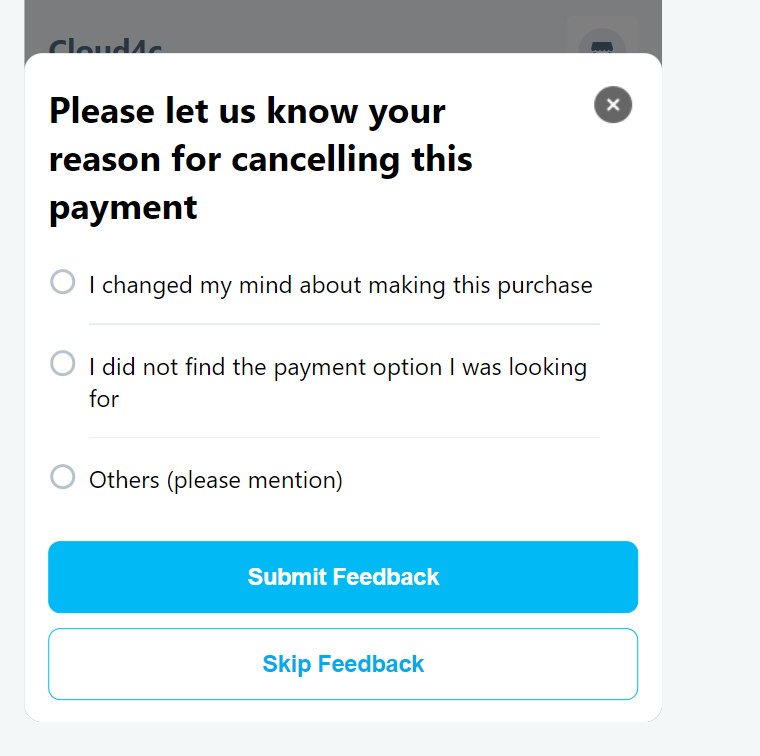 Cloud4c
Please let us know your
reason for cancelling this
payment
I changed my mind about making this purchase
I did not find the payment option I was looking
for
Others (please mention)
Submit Feedback
Skip Feedback